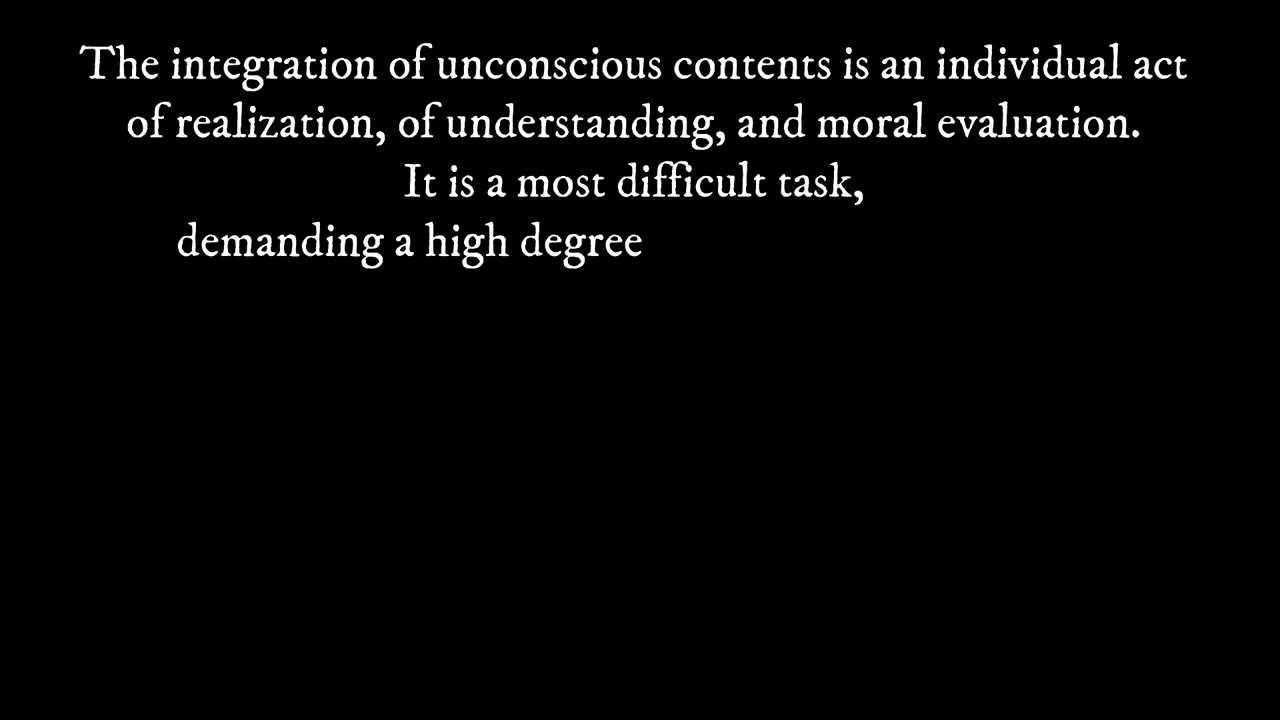 The integration of unconscious contents is an individual act
of realization, of understanding, and moral evaluation.
It is a most difficult task,
demanding a high degree